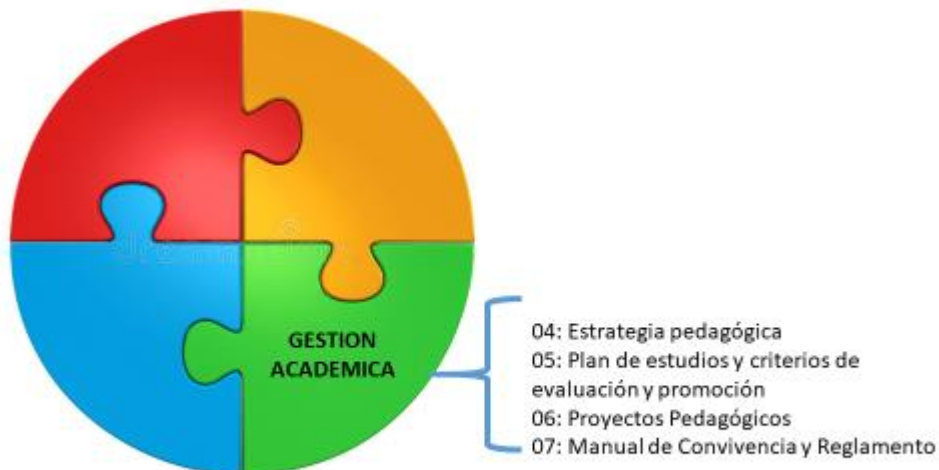 GESTION
ACADEMICA
04: Estrategia pedagógica
05: Plan de estudios y criterios de
evaluación y promoción
06: Proyectos Pedagógicos
07: Manual de Convivencia y Reglamento